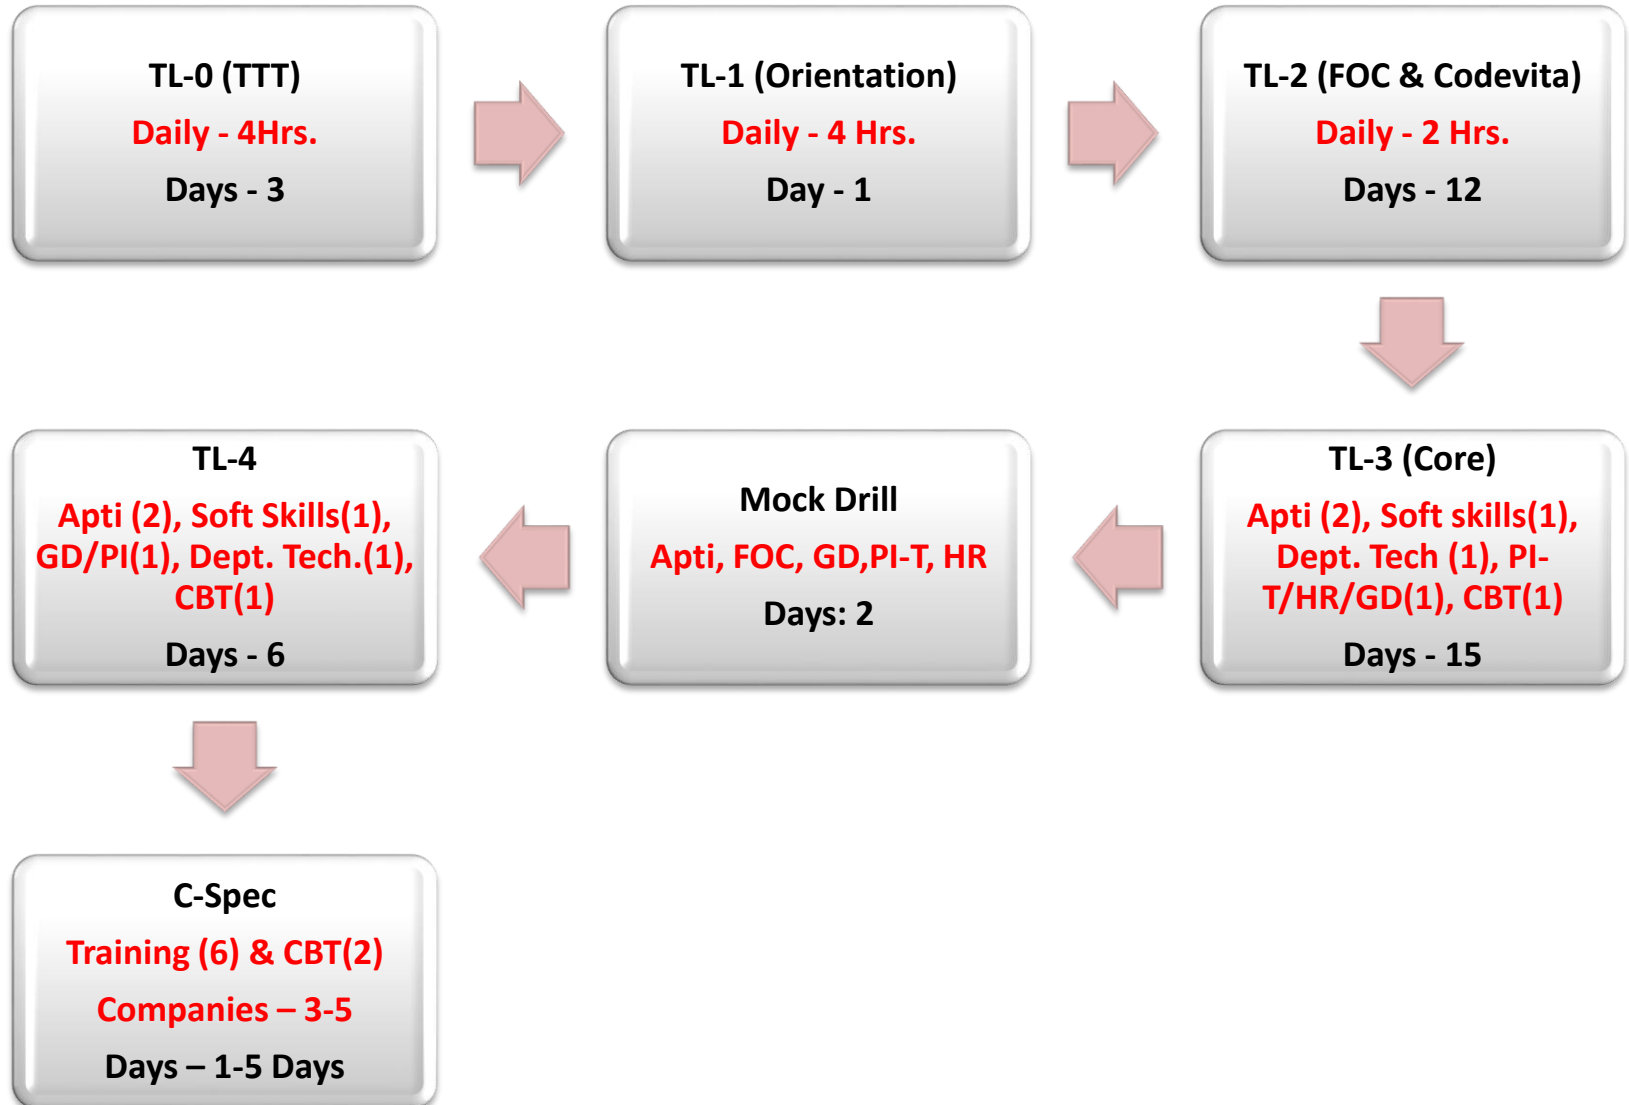 TL-0 (TTT)
Daily - 4Hrs.
Days - 3
TL-1 (Orientation)
Daily - 4 Hrs.
Day - 1
TL-2 (FOC & Codevita)
Daily - 2 Hrs.
Days - 12
TL-3 (Core)
Apti (2), Soft skills(1),
Dept. Tech (1), PI-
T/HR/GD(1), CBT(1)
Days - 15
Mock Drill
Apti, FOC, GD,PI-T, HR
Days: 2
TL-4
Apti (2), Soft Skills(1),
GD/PI(1), Dept. Tech.(1),
CBT(1)
Days - 6
C-Spec
Training (6) & CBT(2)
Companies – 3-5
Days – 1-5 Days